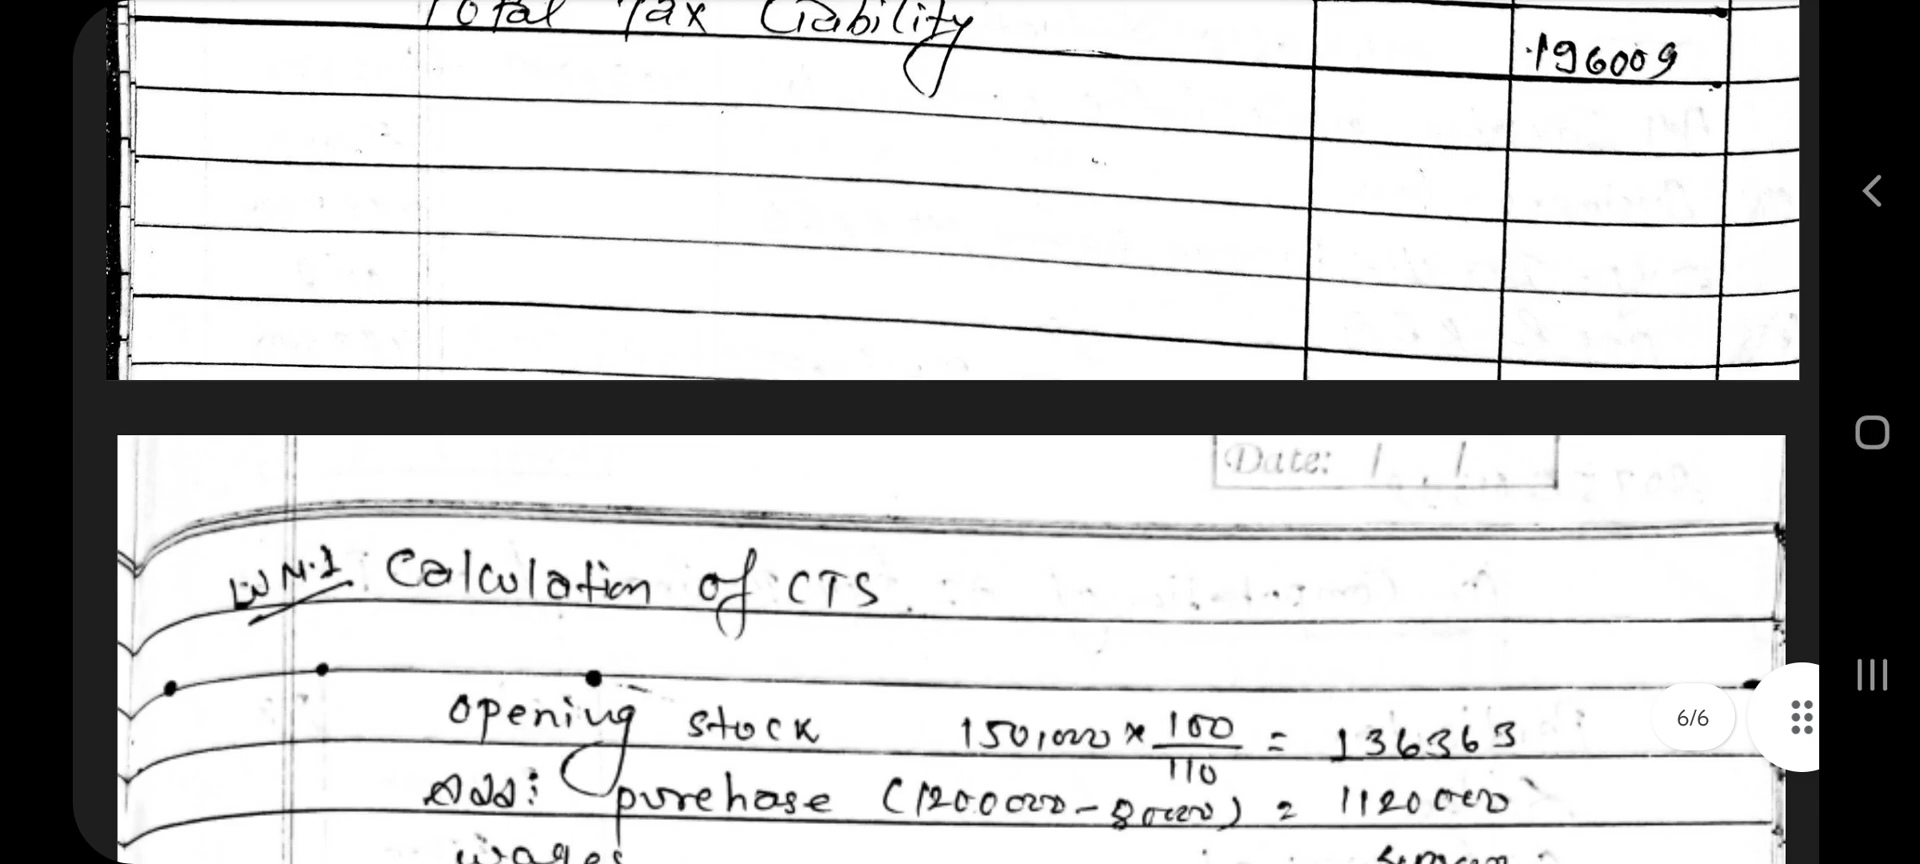 Total Tax Liability
196009
Date: / /
W.N.1: Calculation of CTS.
Opening stock 150,000 × 100/110 = 136363
Add: purchase (1200000-80000) = 1120000
wages
6/6